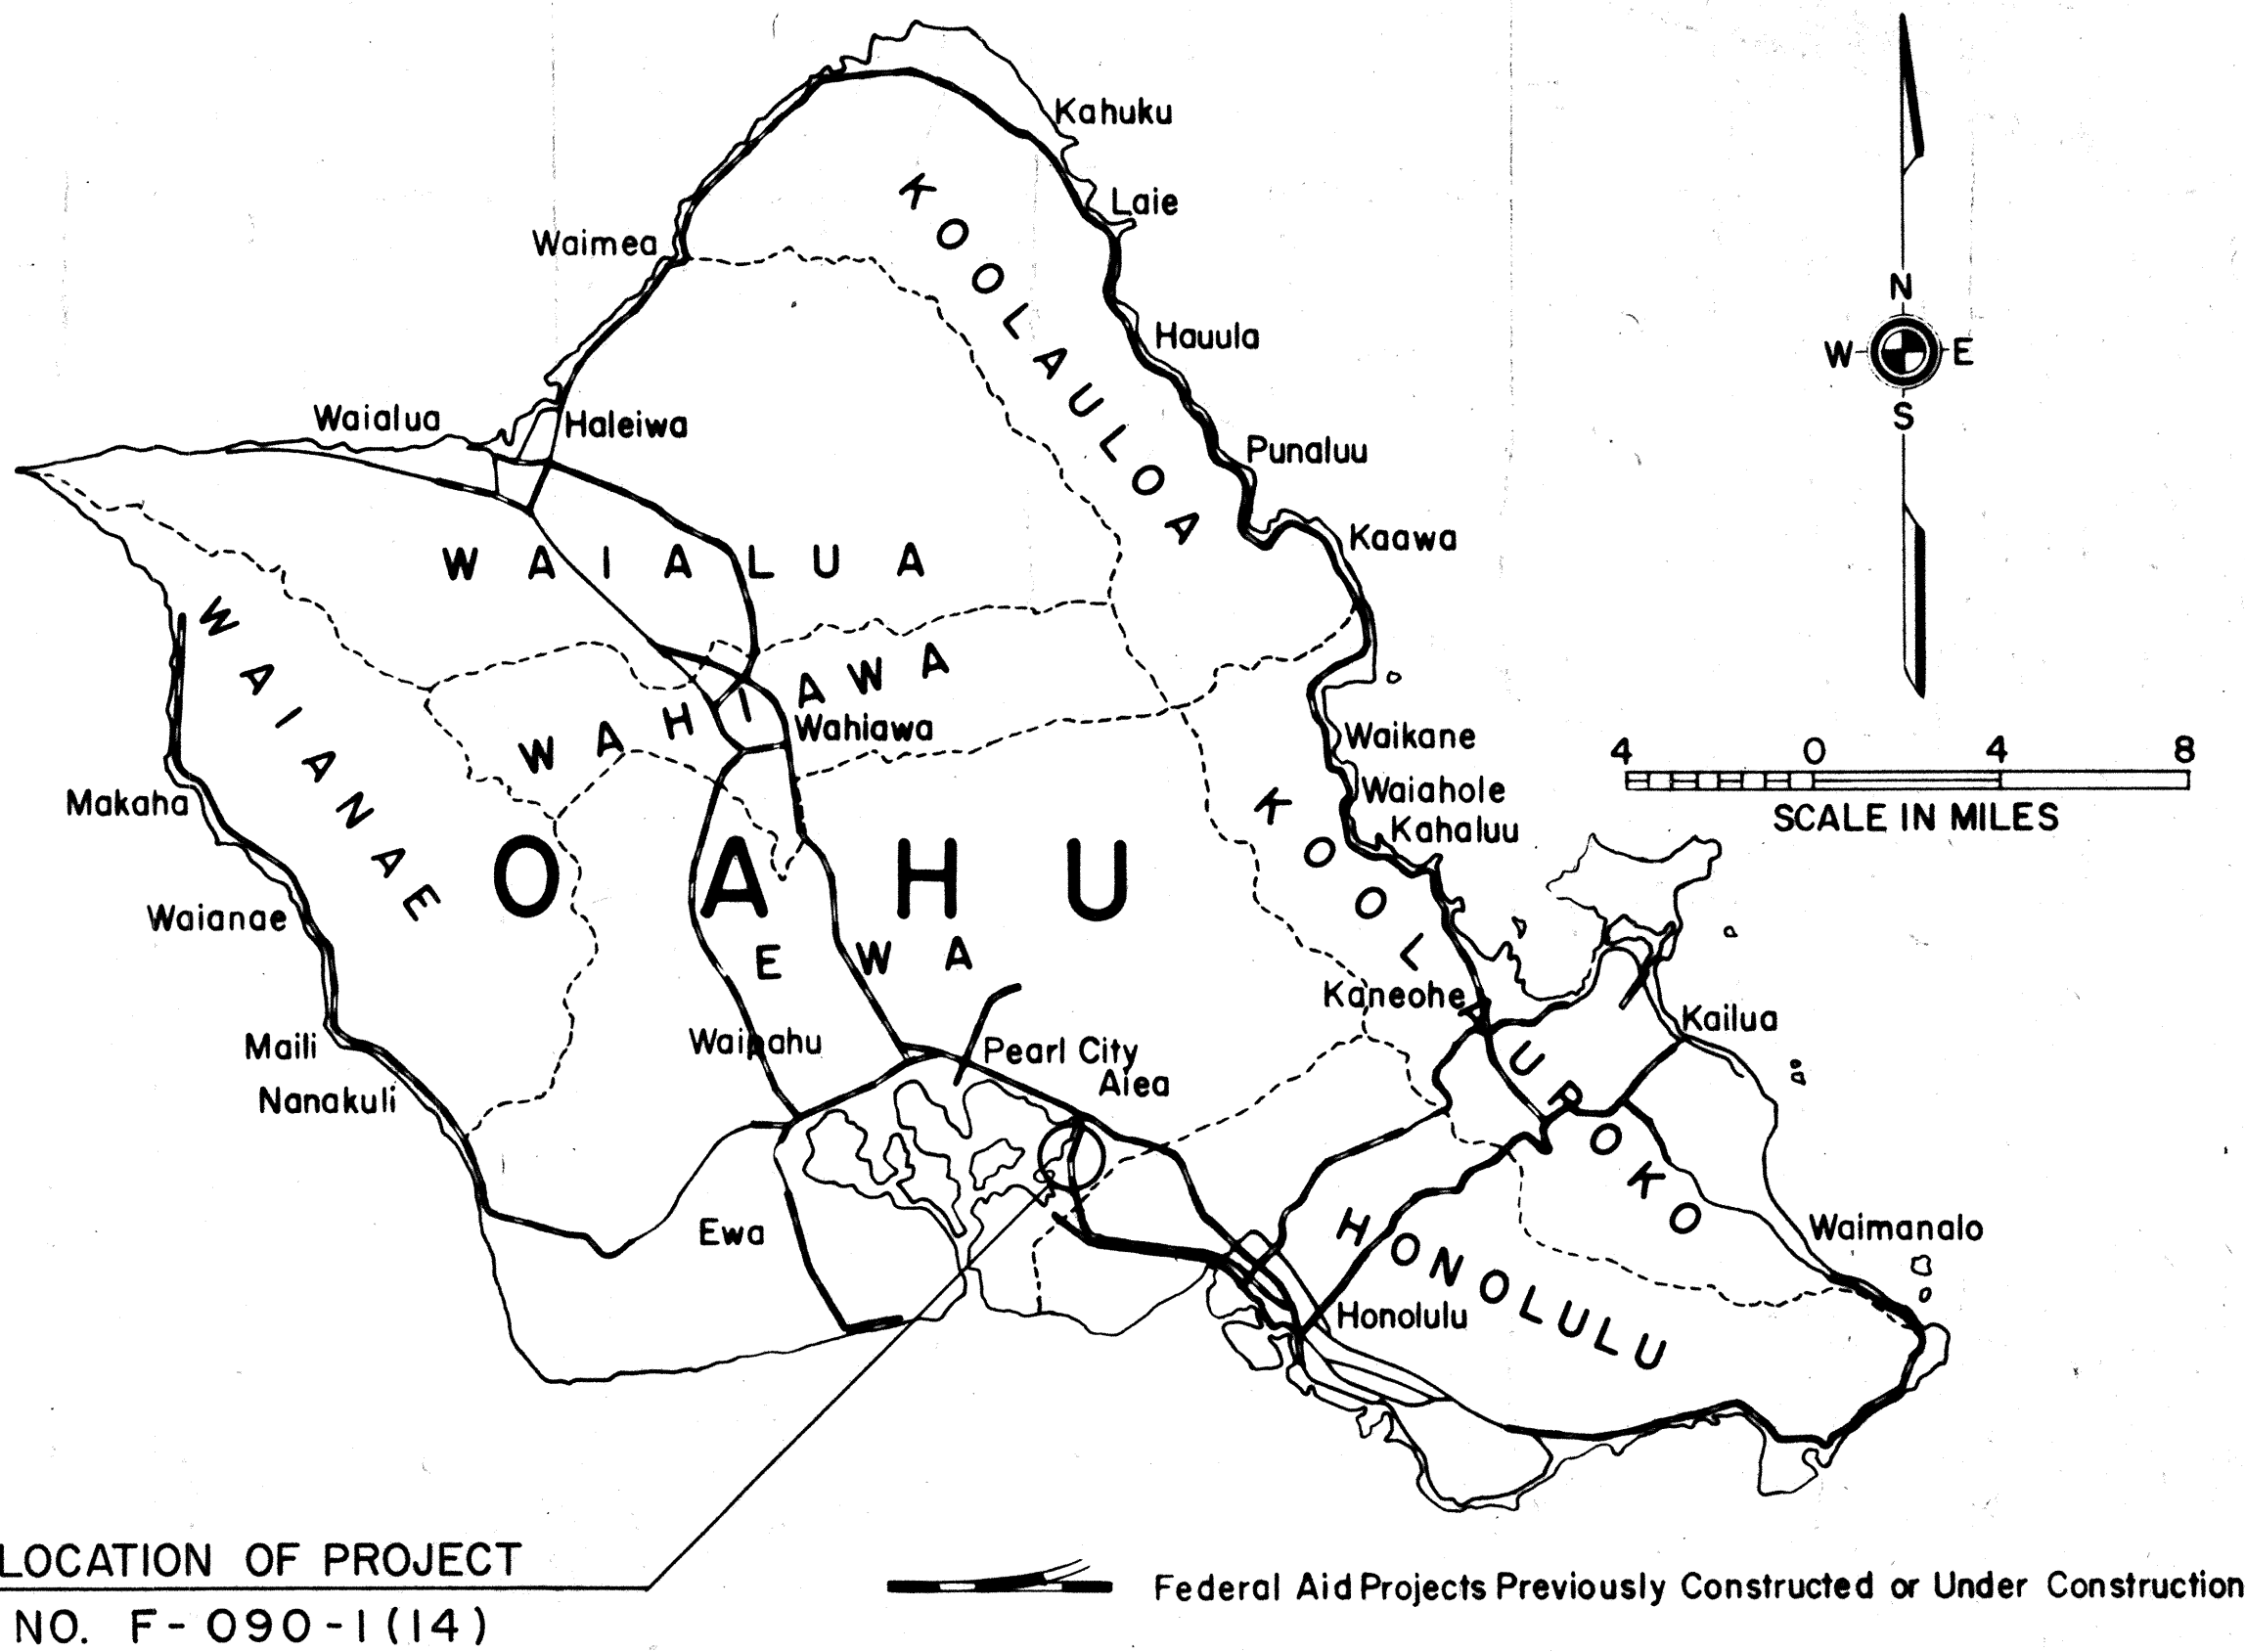 Kahuku
Laie
Waimea
Hauula
Waialua
Haleiwa
Punaluu
Kaawa
KOOLAULOA
WAIALUA
WAIANAE
WAHIAWA
Wahiawa
Waikane
Waiahole
Kahaluu
Makaha
Waianae
OAHU
EWA
KOOLAUPOKO
Kaneohe
Kailua
Maili
Nanakuli
Waipahu
Pearl City
Aiea
Ewa
HONOLULU
Honolulu
Waimanalo
N
W E
S
4 0 4 8
SCALE IN MILES
LOCATION OF PROJECT
NO. F-090-1(14)
Federal Aid Projects Previously Constructed or Under Construction